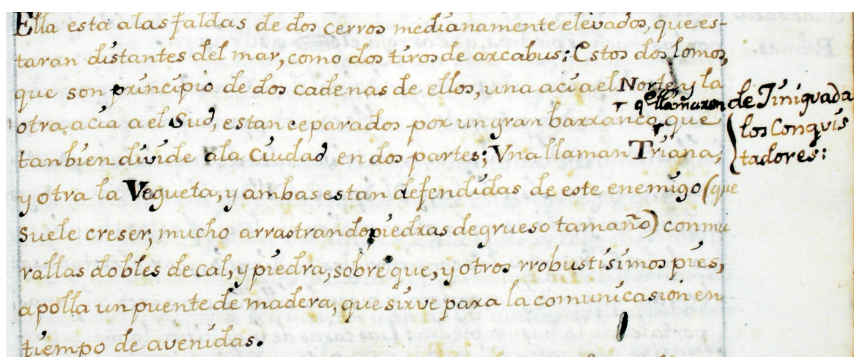 Ella esta alas faldas de dos cerros medianamente elevados, que es-
taran distantes del mar, como dos tiros de arcabus: Estos dos lomos,
que son principio de dos cadenas de ellos, una acia el Norte, y la
otra, acia a el Sud, estan ceparados por un gran barranco, que
q llamaron de Tiniguada
los Conquis
tadores:
tanbien divide ala Ciudad en dos partes; Vna llaman Triana,
y otra la Vegueta, y ambas estan defendidas de este enemigo (que
suele creser, mucho arrastrando piedras de grueso tamaño) con mu
rallas dobles de cal, y piedra, sobre que, y otros rrobustisimos pies,
apolla un puente de madera, que sirve para la comunicasion en
tiempo de avenidas.